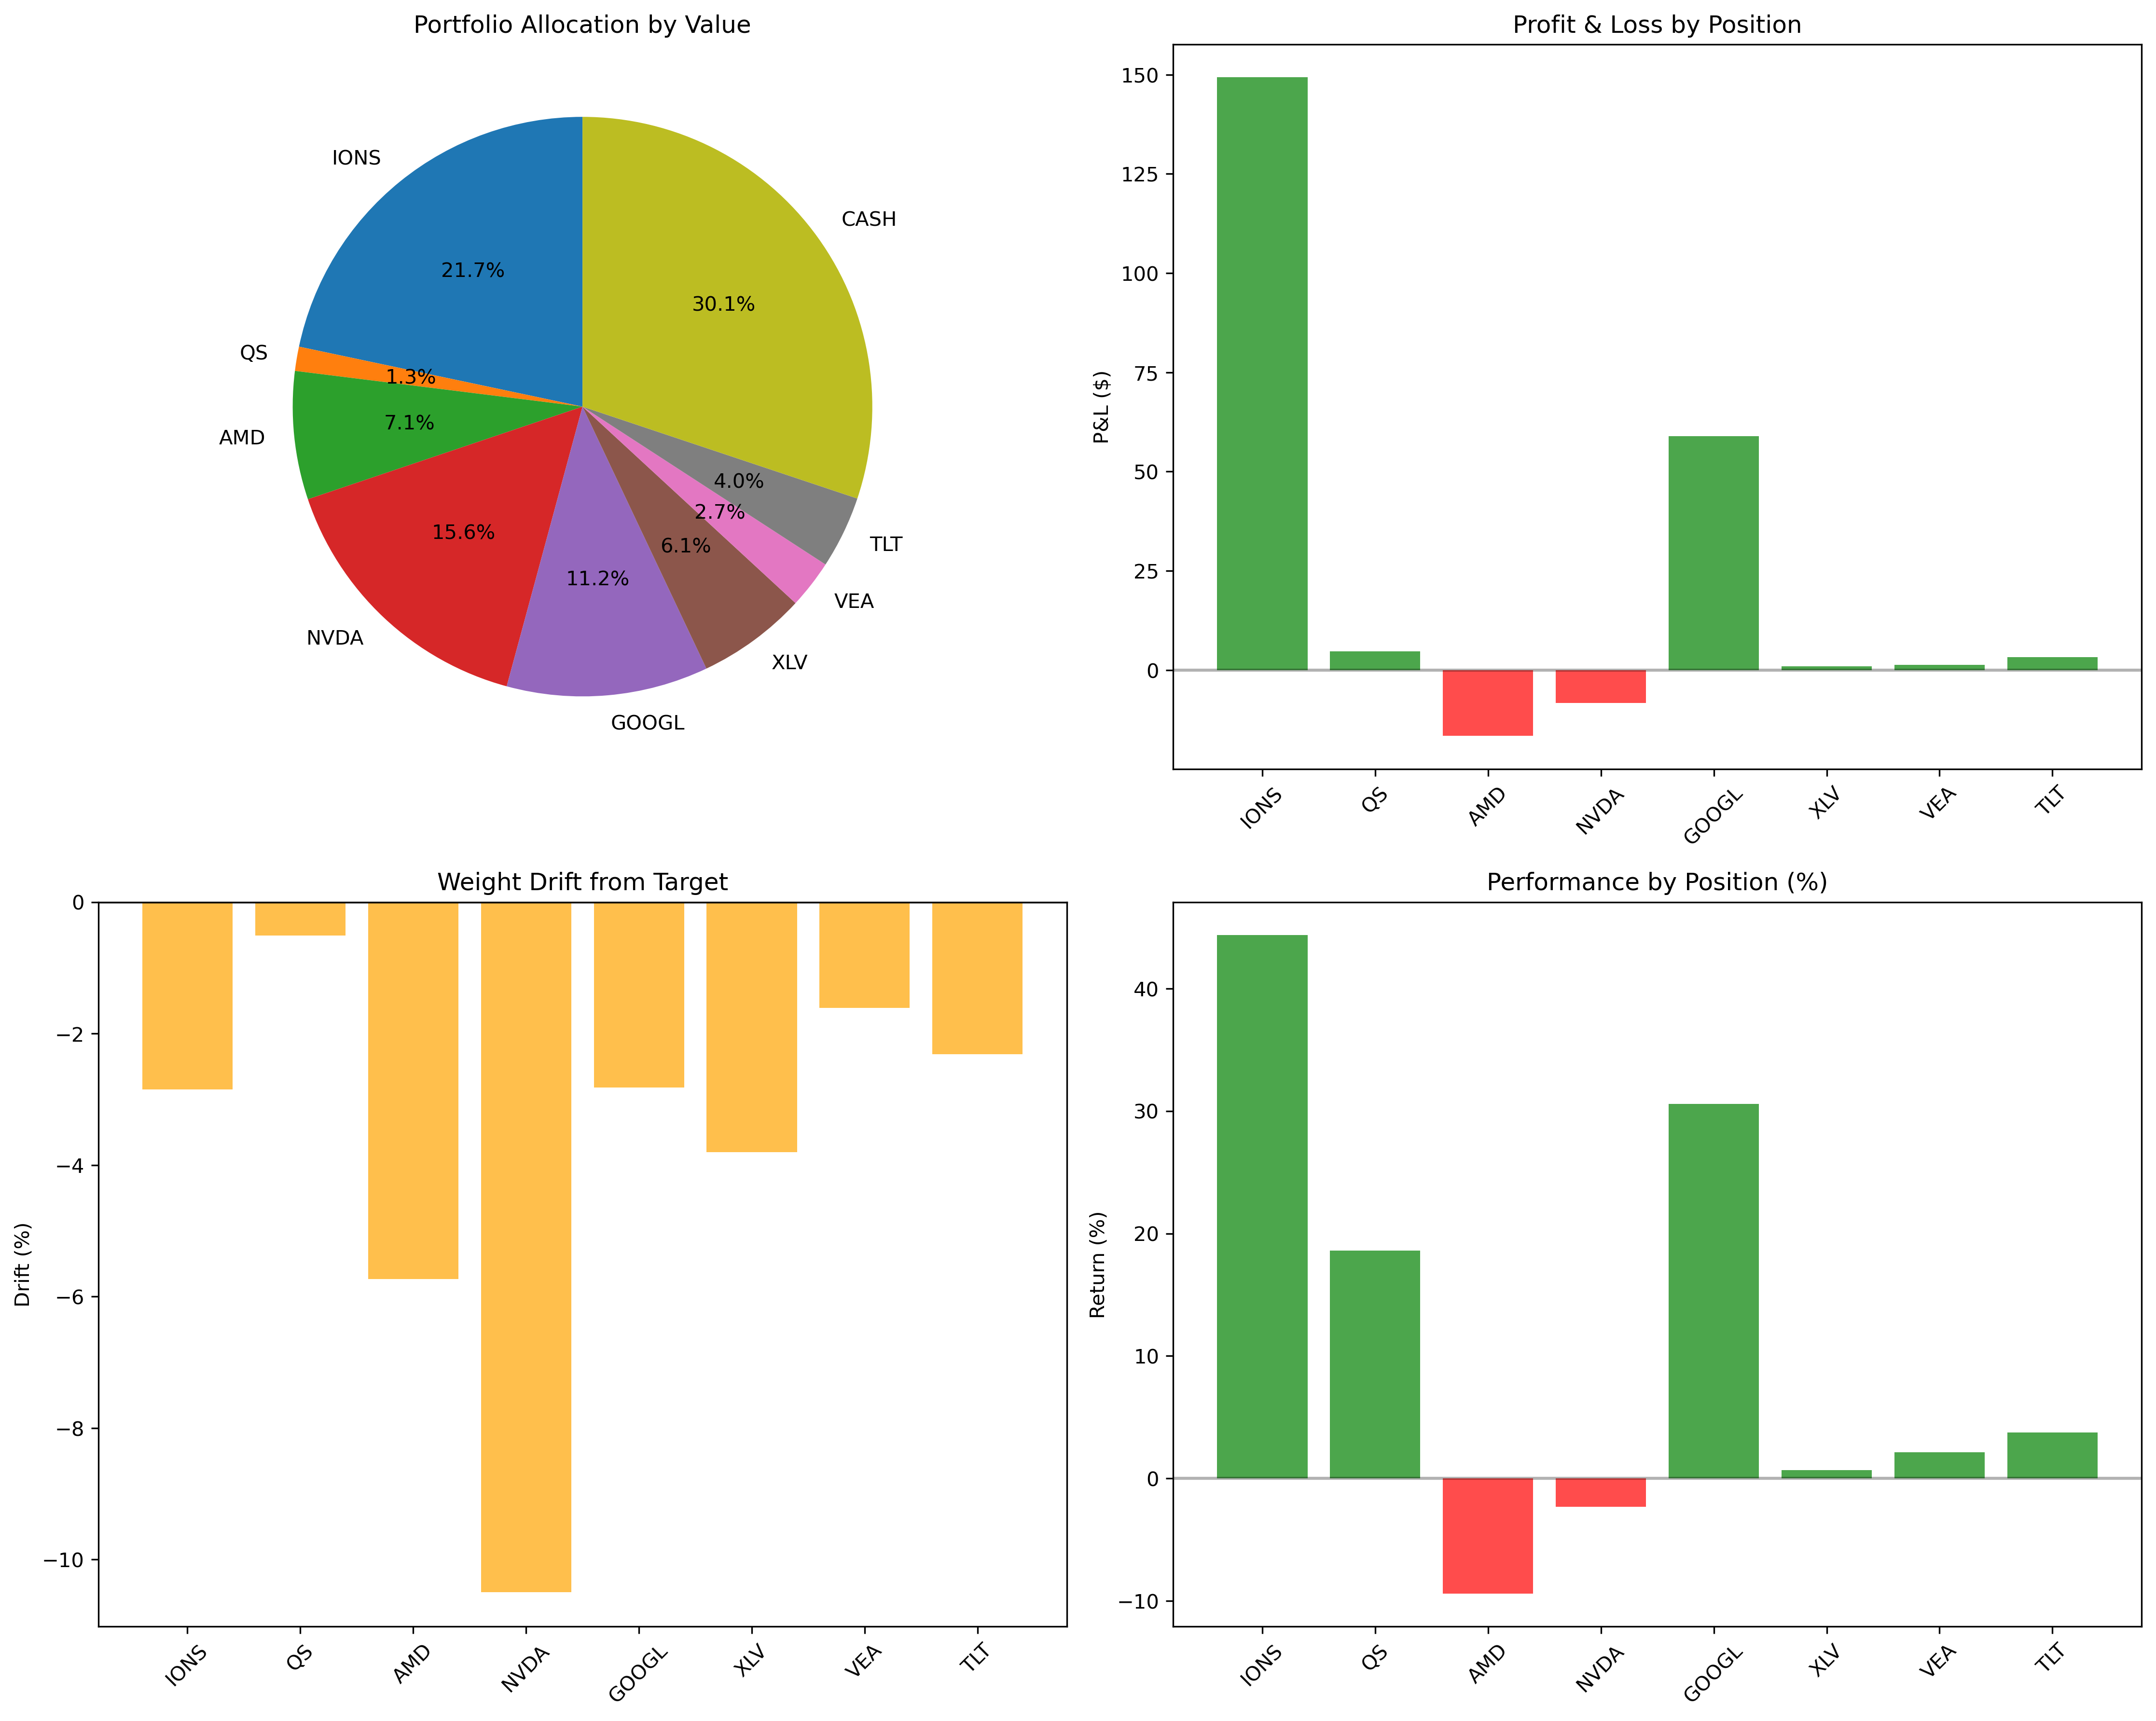 Portfolio Allocation by Value
IONS
QS
AMD
NVDA
GOOGL
XLV
VEA
TLT
CASH
21.7%
1.3%
7.1%
15.6%
11.2%
6.1%
2.7%
4.0%
30.1%
Profit & Loss by Position
P&L ($)
150
125
100
75
50
25
0
IONS
QS
AMD
NVDA
GOOGL
XLV
VEA
TLT
Weight Drift from Target
Drift (%)
0
−2
−4
−6
−8
−10
IONS
QS
AMD
NVDA
GOOGL
XLV
VEA
TLT
Performance by Position (%)
Return (%)
40
30
20
10
0
−10
IONS
QS
AMD
NVDA
GOOGL
XLV
VEA
TLT